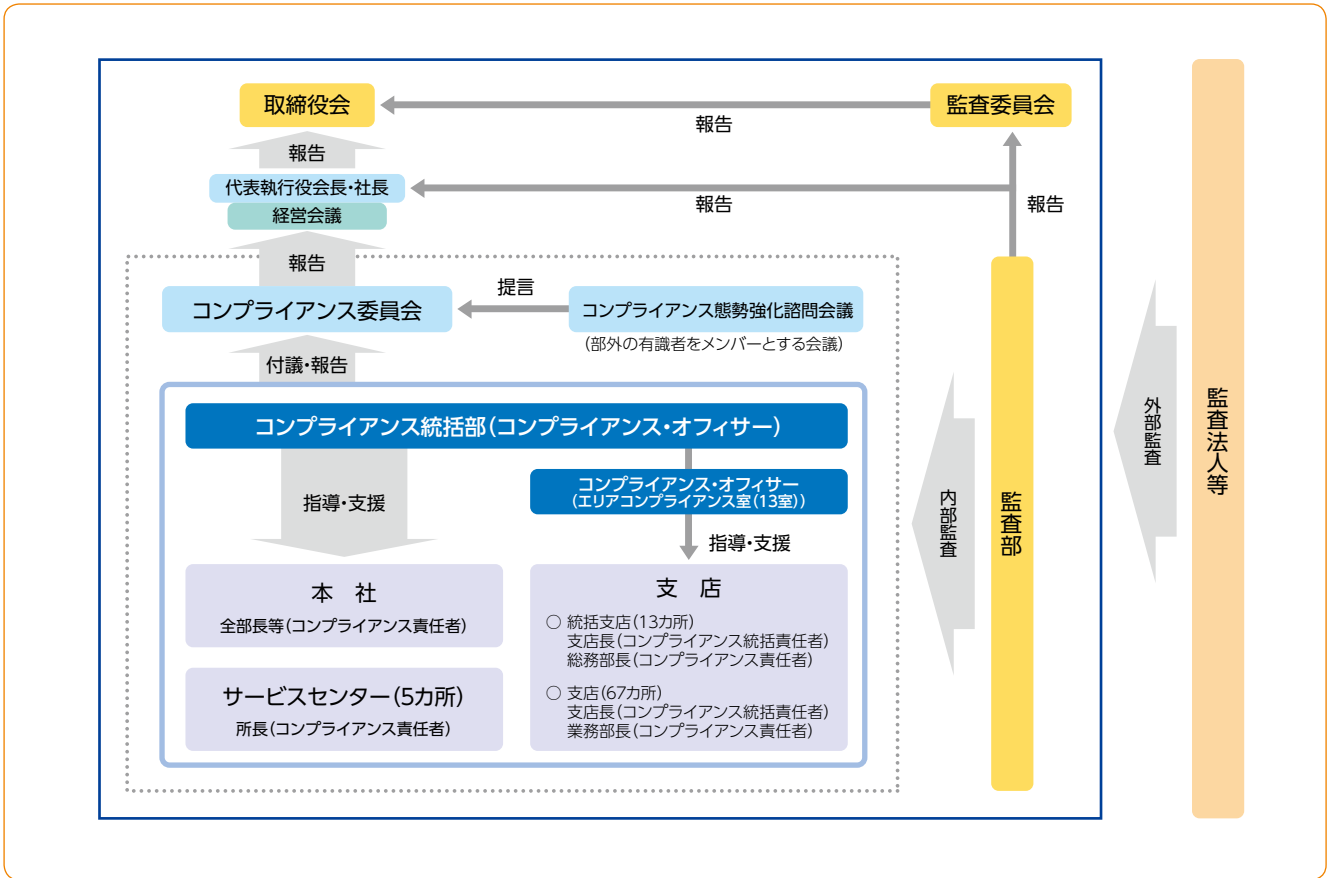 取締役会
監査委員会
報告
報告
代表執行役会長・社長
経営会議
報告
報告
報告
コンプライアンス委員会
提言
コンプライアンス態勢強化諮問会議
(部外の有識者をメンバーとする会議)
付議・報告
コンプライアンス統括部(コンプライアンス・オフィサー)
指導・支援
コンプライアンス・オフィサー
(エリアコンプライアンス室(13室))
指導・支援
本 社
全部長等(コンプライアンス責任者)
サービスセンター(5カ所)
所長(コンプライアンス責任者)
支 店
○ 統括支店(13カ所)
支店長(コンプライアンス統括責任者)
総務部長(コンプライアンス責任者)
○ 支店(67カ所)
支店長(コンプライアンス統括責任者)
業務部長(コンプライアンス責任者)
内部監査
監査部
外部監査
監査法人等